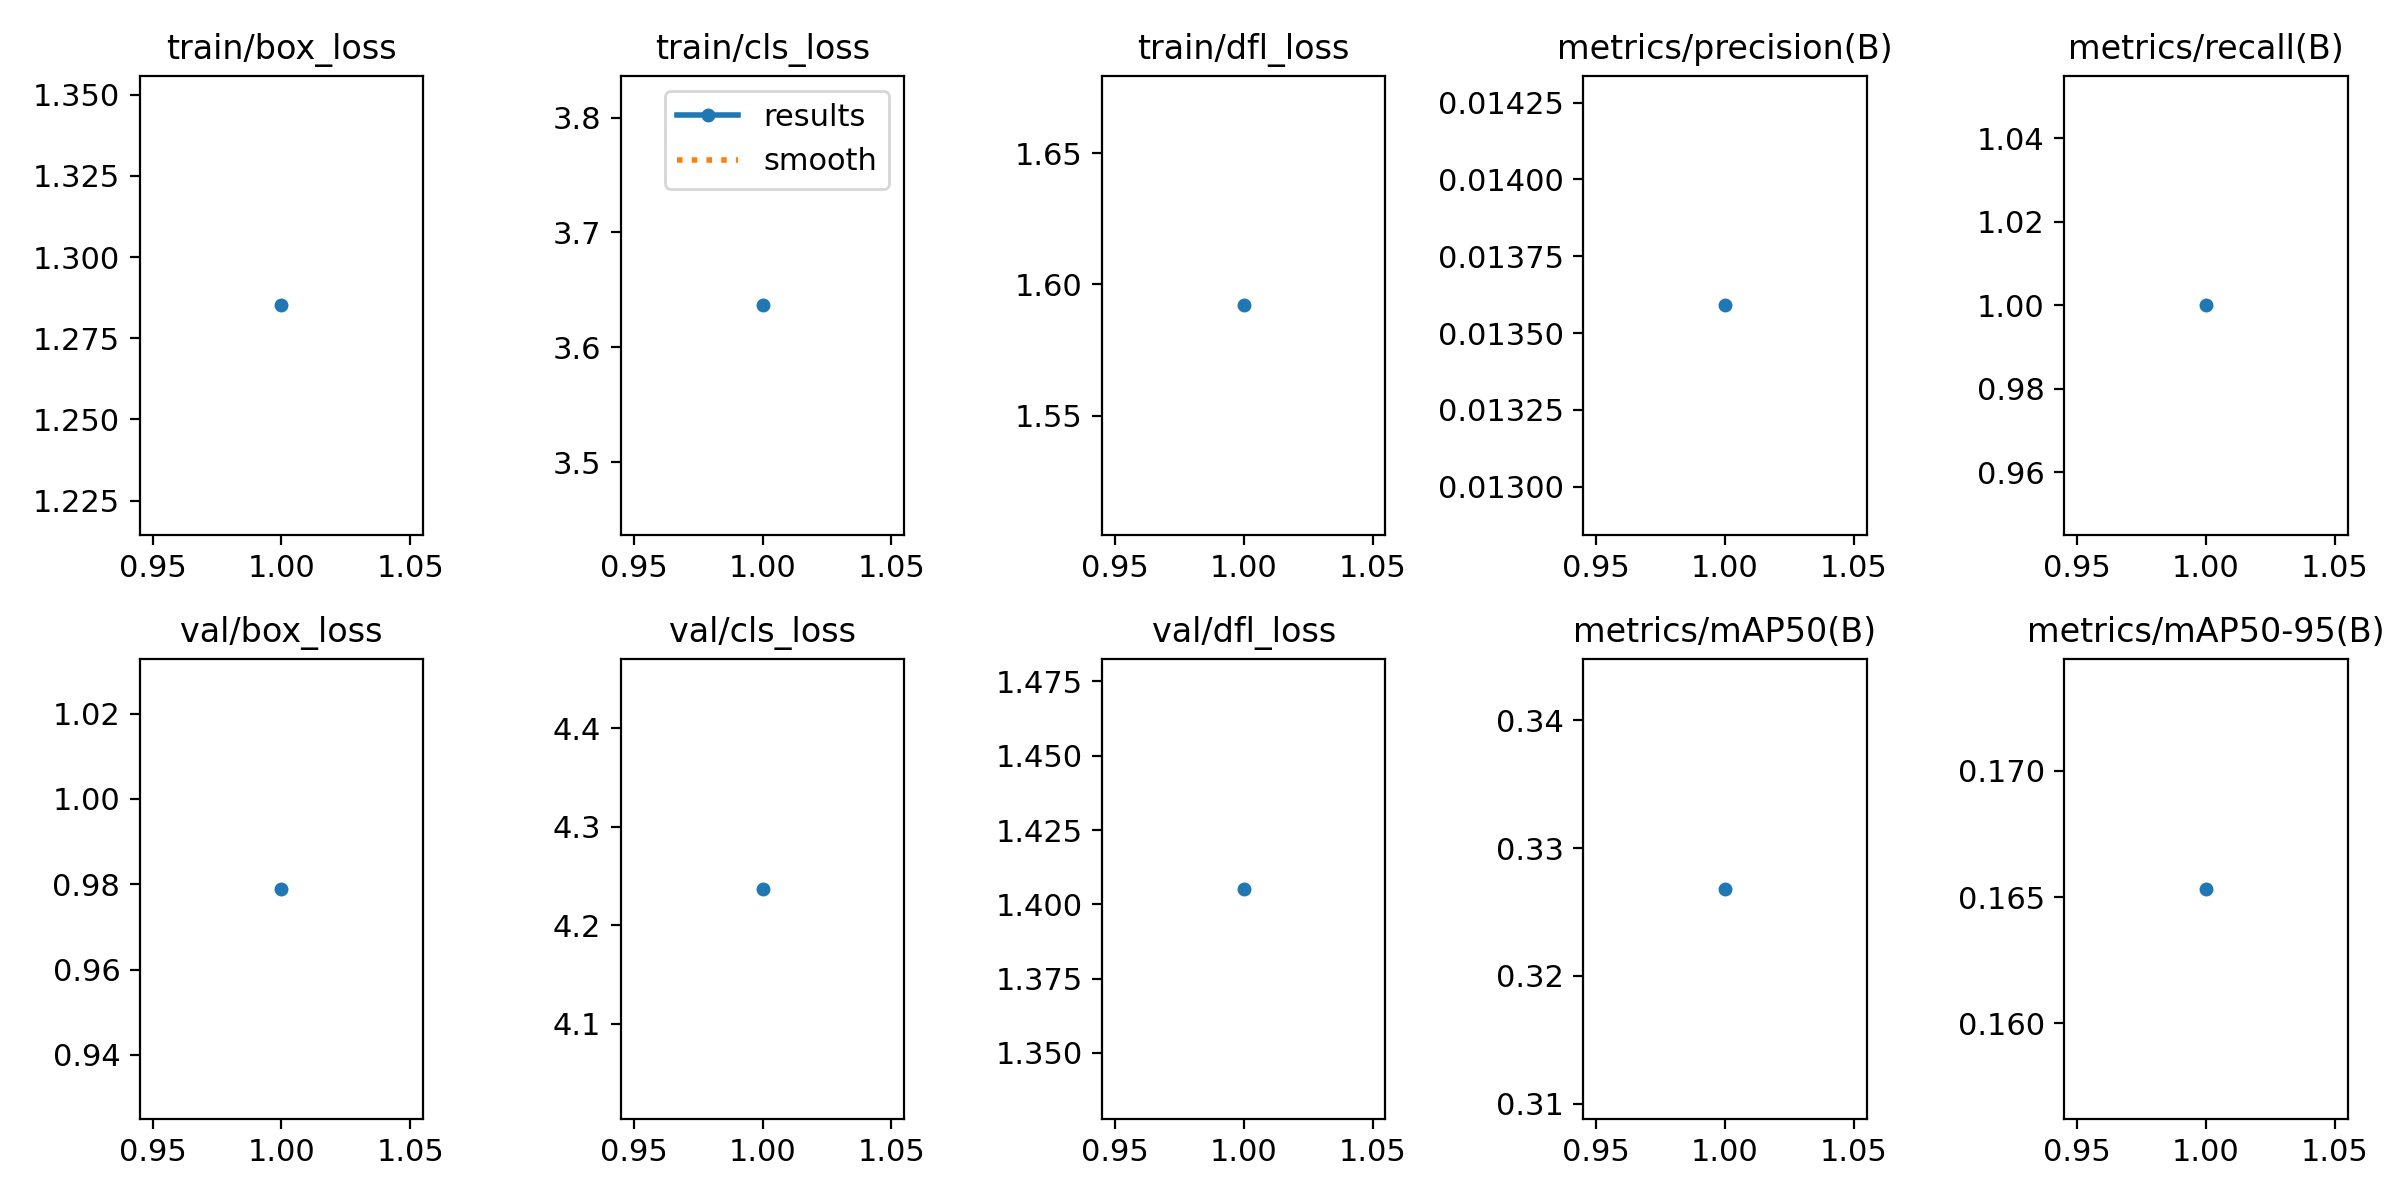 train/box_loss
1.350
1.325
1.300
1.275
1.250
1.225
0.95 1.00 1.05
train/cls_loss
results
smooth
3.8
3.7
3.6
3.5
0.95 1.00 1.05
train/dfl_loss
1.65
1.60
1.55
0.95 1.00 1.05
metrics/precision(B)
0.01425
0.01400
0.01375
0.01350
0.01325
0.01300
0.95 1.00 1.05
metrics/recall(B)
1.04
1.02
1.00
0.98
0.96
0.95 1.00 1.05
val/box_loss
1.02
1.00
0.98
0.96
0.94
0.95 1.00 1.05
val/cls_loss
4.4
4.3
4.2
4.1
0.95 1.00 1.05
val/dfl_loss
1.475
1.450
1.425
1.400
1.375
1.350
0.95 1.00 1.05
metrics/mAP50(B)
0.34
0.33
0.32
0.31
0.95 1.00 1.05
metrics/mAP50-95(B)
0.170
0.165
0.160
0.95 1.00 1.05